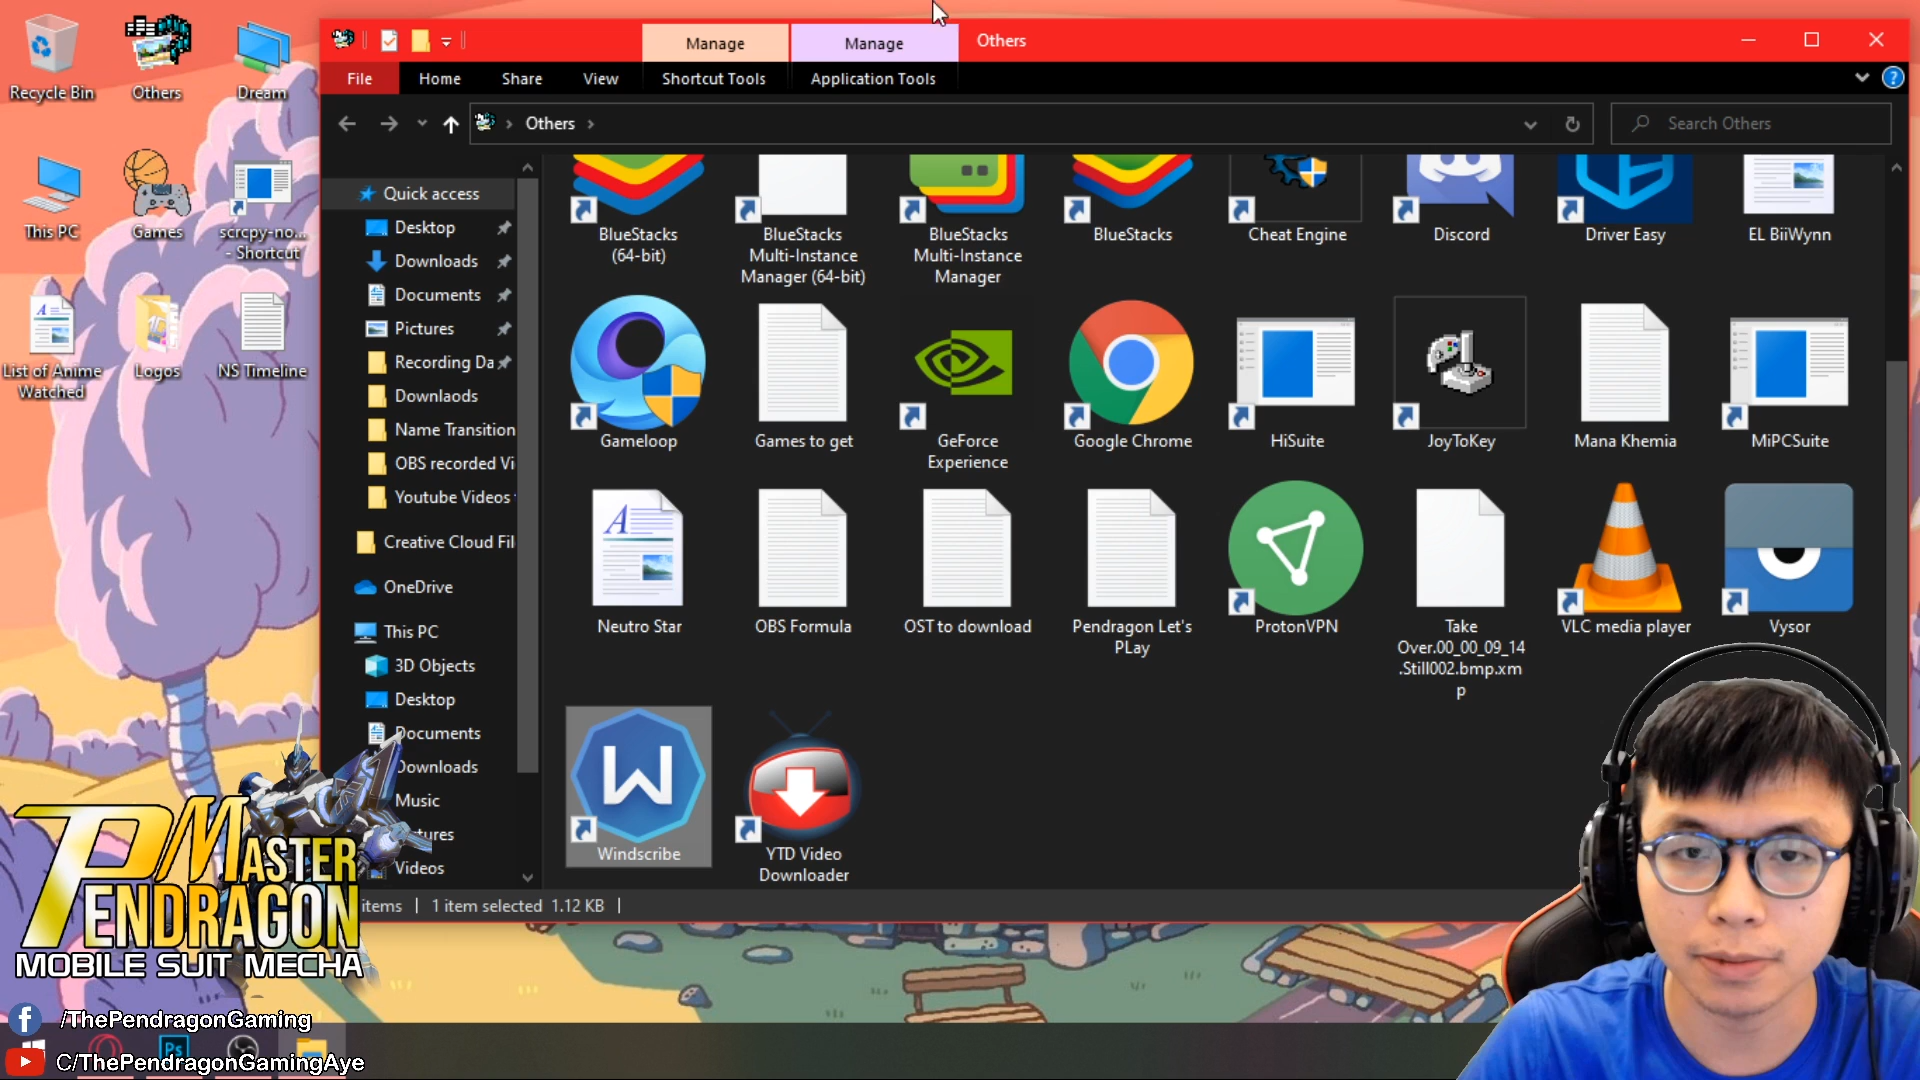 Manage
Manage
Others
File
Home
Share
View
Shortcut Tools
Application Tools
?
Others
Search Others
Recycle Bin
Others
Dream
This PC
Games
scrcpy-no...
- Shortcut
List of Anime
Watched
Logos
NS Timeline
Quick access
Desktop
Downloads
Documents
Pictures
Recording Da
Downlaods
Name Transition
OBS recorded Vi
Youtube Videos
Creative Cloud Fil
OneDrive
This PC
3D Objects
Desktop
Documents
Downloads
Music
tures
Videos
BlueStacks
(64-bit)
BlueStacks
Multi-Instance
Manager (64-bit)
BlueStacks
Multi-Instance
Manager
BlueStacks
Cheat Engine
Discord
Driver Easy
EL BiiWynn
Gameloop
Games to get
GeForce
Experience
Google Chrome
HiSuite
JoyToKey
Mana Khemia
MiPCSuite
A
Neutro Star
OBS Formula
OST to download
Pendragon Let's
PLay
ProtonVPN
Take
Over.00_00_09_14
.Still002.bmp.xm
p
VLC media player
Vysor
W
Windscribe
YTD Video
Downloader
items
1 item selected 1.12 KB
MASTER
PENDRAGON
MOBILE SUIT MECHA
f /ThePendragonGaming
Ps
C/ThePendragonGamingAye